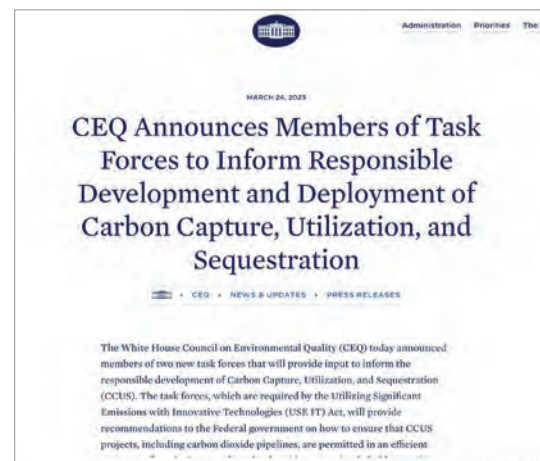 Administration Priorities The
MARCH 24, 2023
CEQ Announces Members of Task
Forces to Inform Responsible
Development and Deployment of
Carbon Capture, Utilization, and
Sequestration
CEQ • NEWS & UPDATES • PRESS RELEASES
The White House Council on Environmental Quality (CEQ) today announced
members of two new task forces that will provide input to inform the
responsible development of Carbon Capture, Utilization, and Sequestration
(CCUS). The task forces, which are required by the Utilizing Significant
Emissions with Innovative Technologies (USE IT) Act, will provide
recommendations to the Federal government on how to ensure that CCUS
projects, including carbon dioxide pipelines, are permitted in an efficient